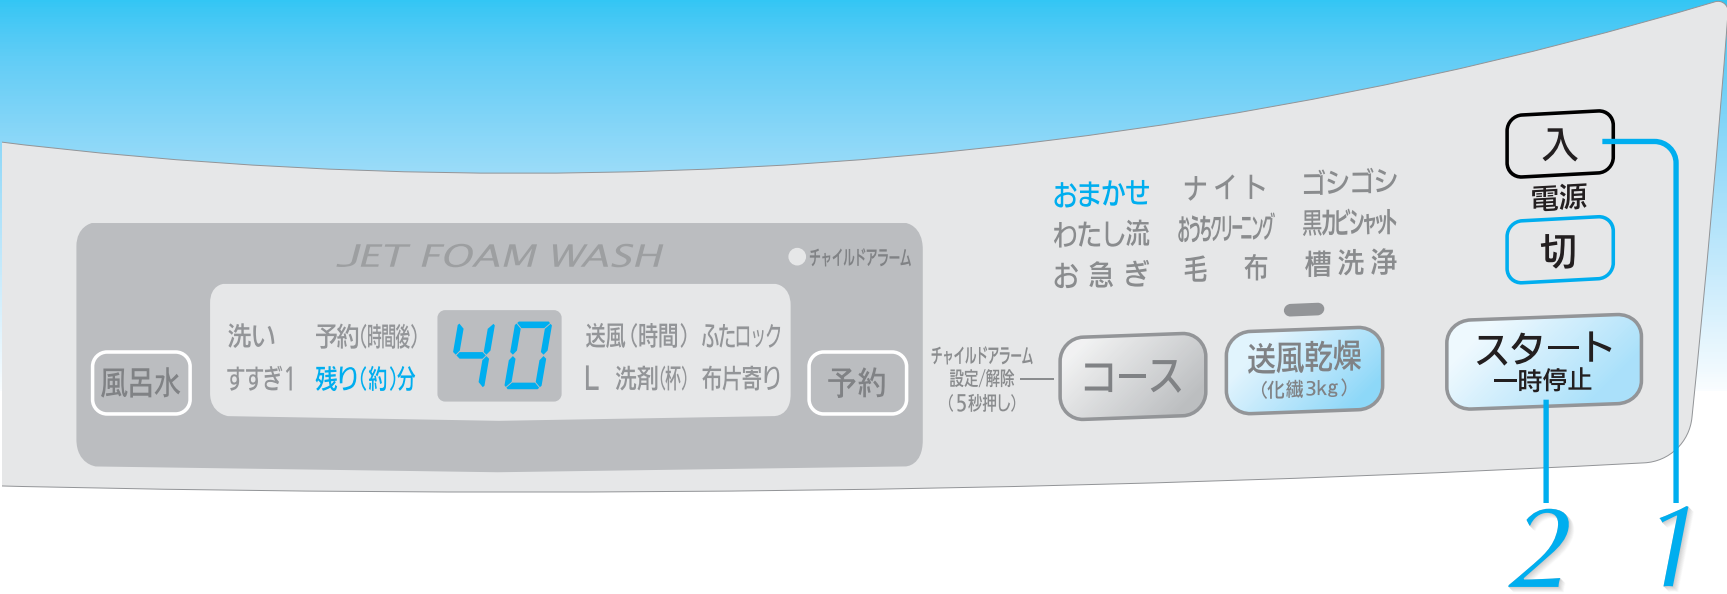 入
電源
切
おまかせ ナイト ゴシゴシ
わたし流 おうちクリーニング 黒カビシャット
お急ぎ 毛布 槽洗浄
JET FOAM WASH
チャイルドアラーム
洗い 予約(時間後) 40 送風(時間) ふたロック
すすぎ1 残り(約)分 L 洗剤(杯) 布片寄り
風呂水
予約
チャイルドアラーム
設定/解除
(5秒押し)
コース
送風乾燥
(化繊3kg)
スタート
一時停止
2 1